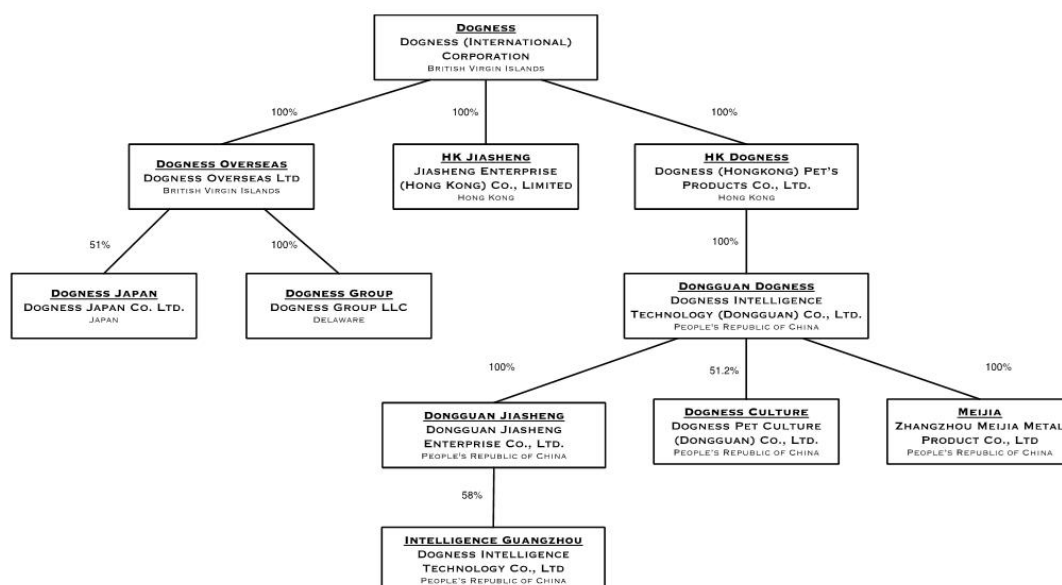 DOGNESS
DOGNESS (INTERNATIONAL)
CORPORATION
BRITISH VIRGIN ISLANDS
100%
100%
100%
DOGNESS OVERSEAS
DOGNESS OVERSEAS LTD
BRITISH VIRGIN ISLANDS
HK JIASHENG
JIASHENG ENTERPRISE
(HONG KONG) CO., LIMITED
HONG KONG
HK DOGNESS
DOGNESS (HONGKONG) PET'S
PRODUCTS CO., LTD.
HONG KONG
51%
100%
100%
DOGNESS JAPAN
DOGNESS JAPAN CO. LTD.
JAPAN
DOGNESS GROUP
DOGNESS GROUP LLC
DELAWARE
DONGGUAN DOGNESS
DOGNESS INTELLIGENCE
TECHNOLOGY (DONGGUAN) CO., LTD.
PEOPLE'S REPUBLIC OF CHINA
100%
51.2%
100%
DONGGUAN JIASHENG
DONGGUAN JIASHENG
ENTERPRISE CO., LTD.
PEOPLE'S REPUBLIC OF CHINA
DOGNESS CULTURE
DOGNESS PET CULTURE
(DONGGUAN) CO., LTD.
PEOPLE'S REPUBLIC OF CHINA
MEIJIA
ZHANGZHOU MEIJIA METAL
PRODUCT CO., LTD
PEOPLE'S REPUBLIC OF CHINA
58%
INTELLIGENCE GUANGZHOU
DOGNESS INTELLIGENCE
TECHNOLOGY CO., LTD
PEOPLE'S REPUBLIC OF CHINA